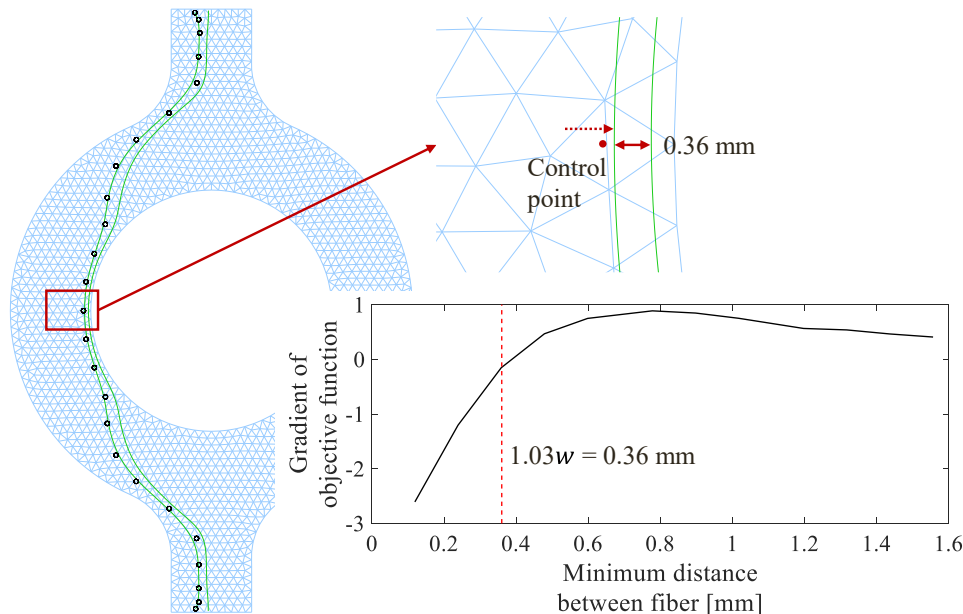 0.36 mm
Control
point
Gradient of
objective function
1
0
-1
-2
-3
1.03w = 0.36 mm
0
0.2
0.4
0.6
0.8
1
1.2
1.4
1.6
Minimum distance
between fiber [mm]